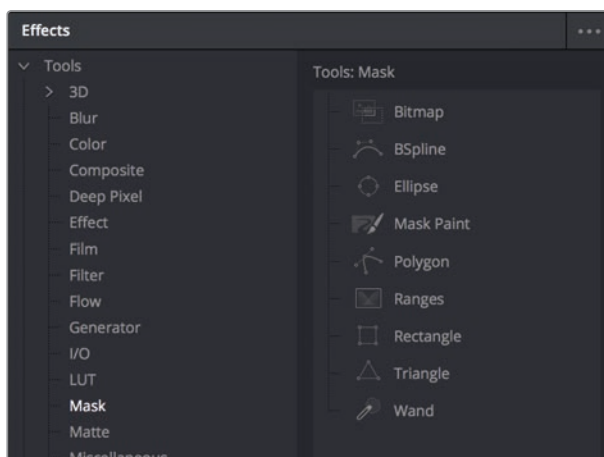 Effects
Tools
3D
Blur
Color
Composite
Deep Pixel
Effect
Film
Filter
Flow
Generator
I/O
LUT
Mask
Matte
Miscellaneous
Tools: Mask
Bitmap
BSpline
Ellipse
Mask Paint
Polygon
Ranges
Rectangle
Triangle
Wand